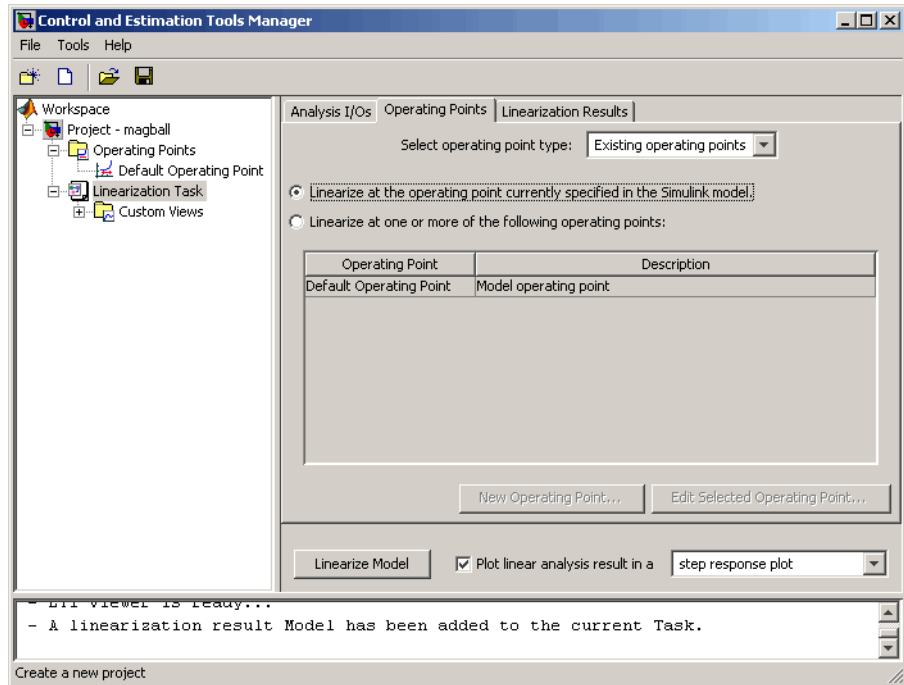 Control and Estimation Tools Manager
File Tools Help
Workspace
Project - magball
Operating Points
Default Operating Point
Linearization Task
Custom Views
Analysis I/Os Operating Points Linearization Results
Select operating point type: Existing operating points
Linearize at the operating point currently specified in the Simulink model.
Linearize at one or more of the following operating points:
Operating Point Description
Default Operating Point Model operating point
New Operating Point... Edit Selected Operating Point...
Linearize Model Plot linear analysis result in a step response plot
- LTI Viewer is ready...
- A linearization result Model has been added to the current Task.
Create a new project